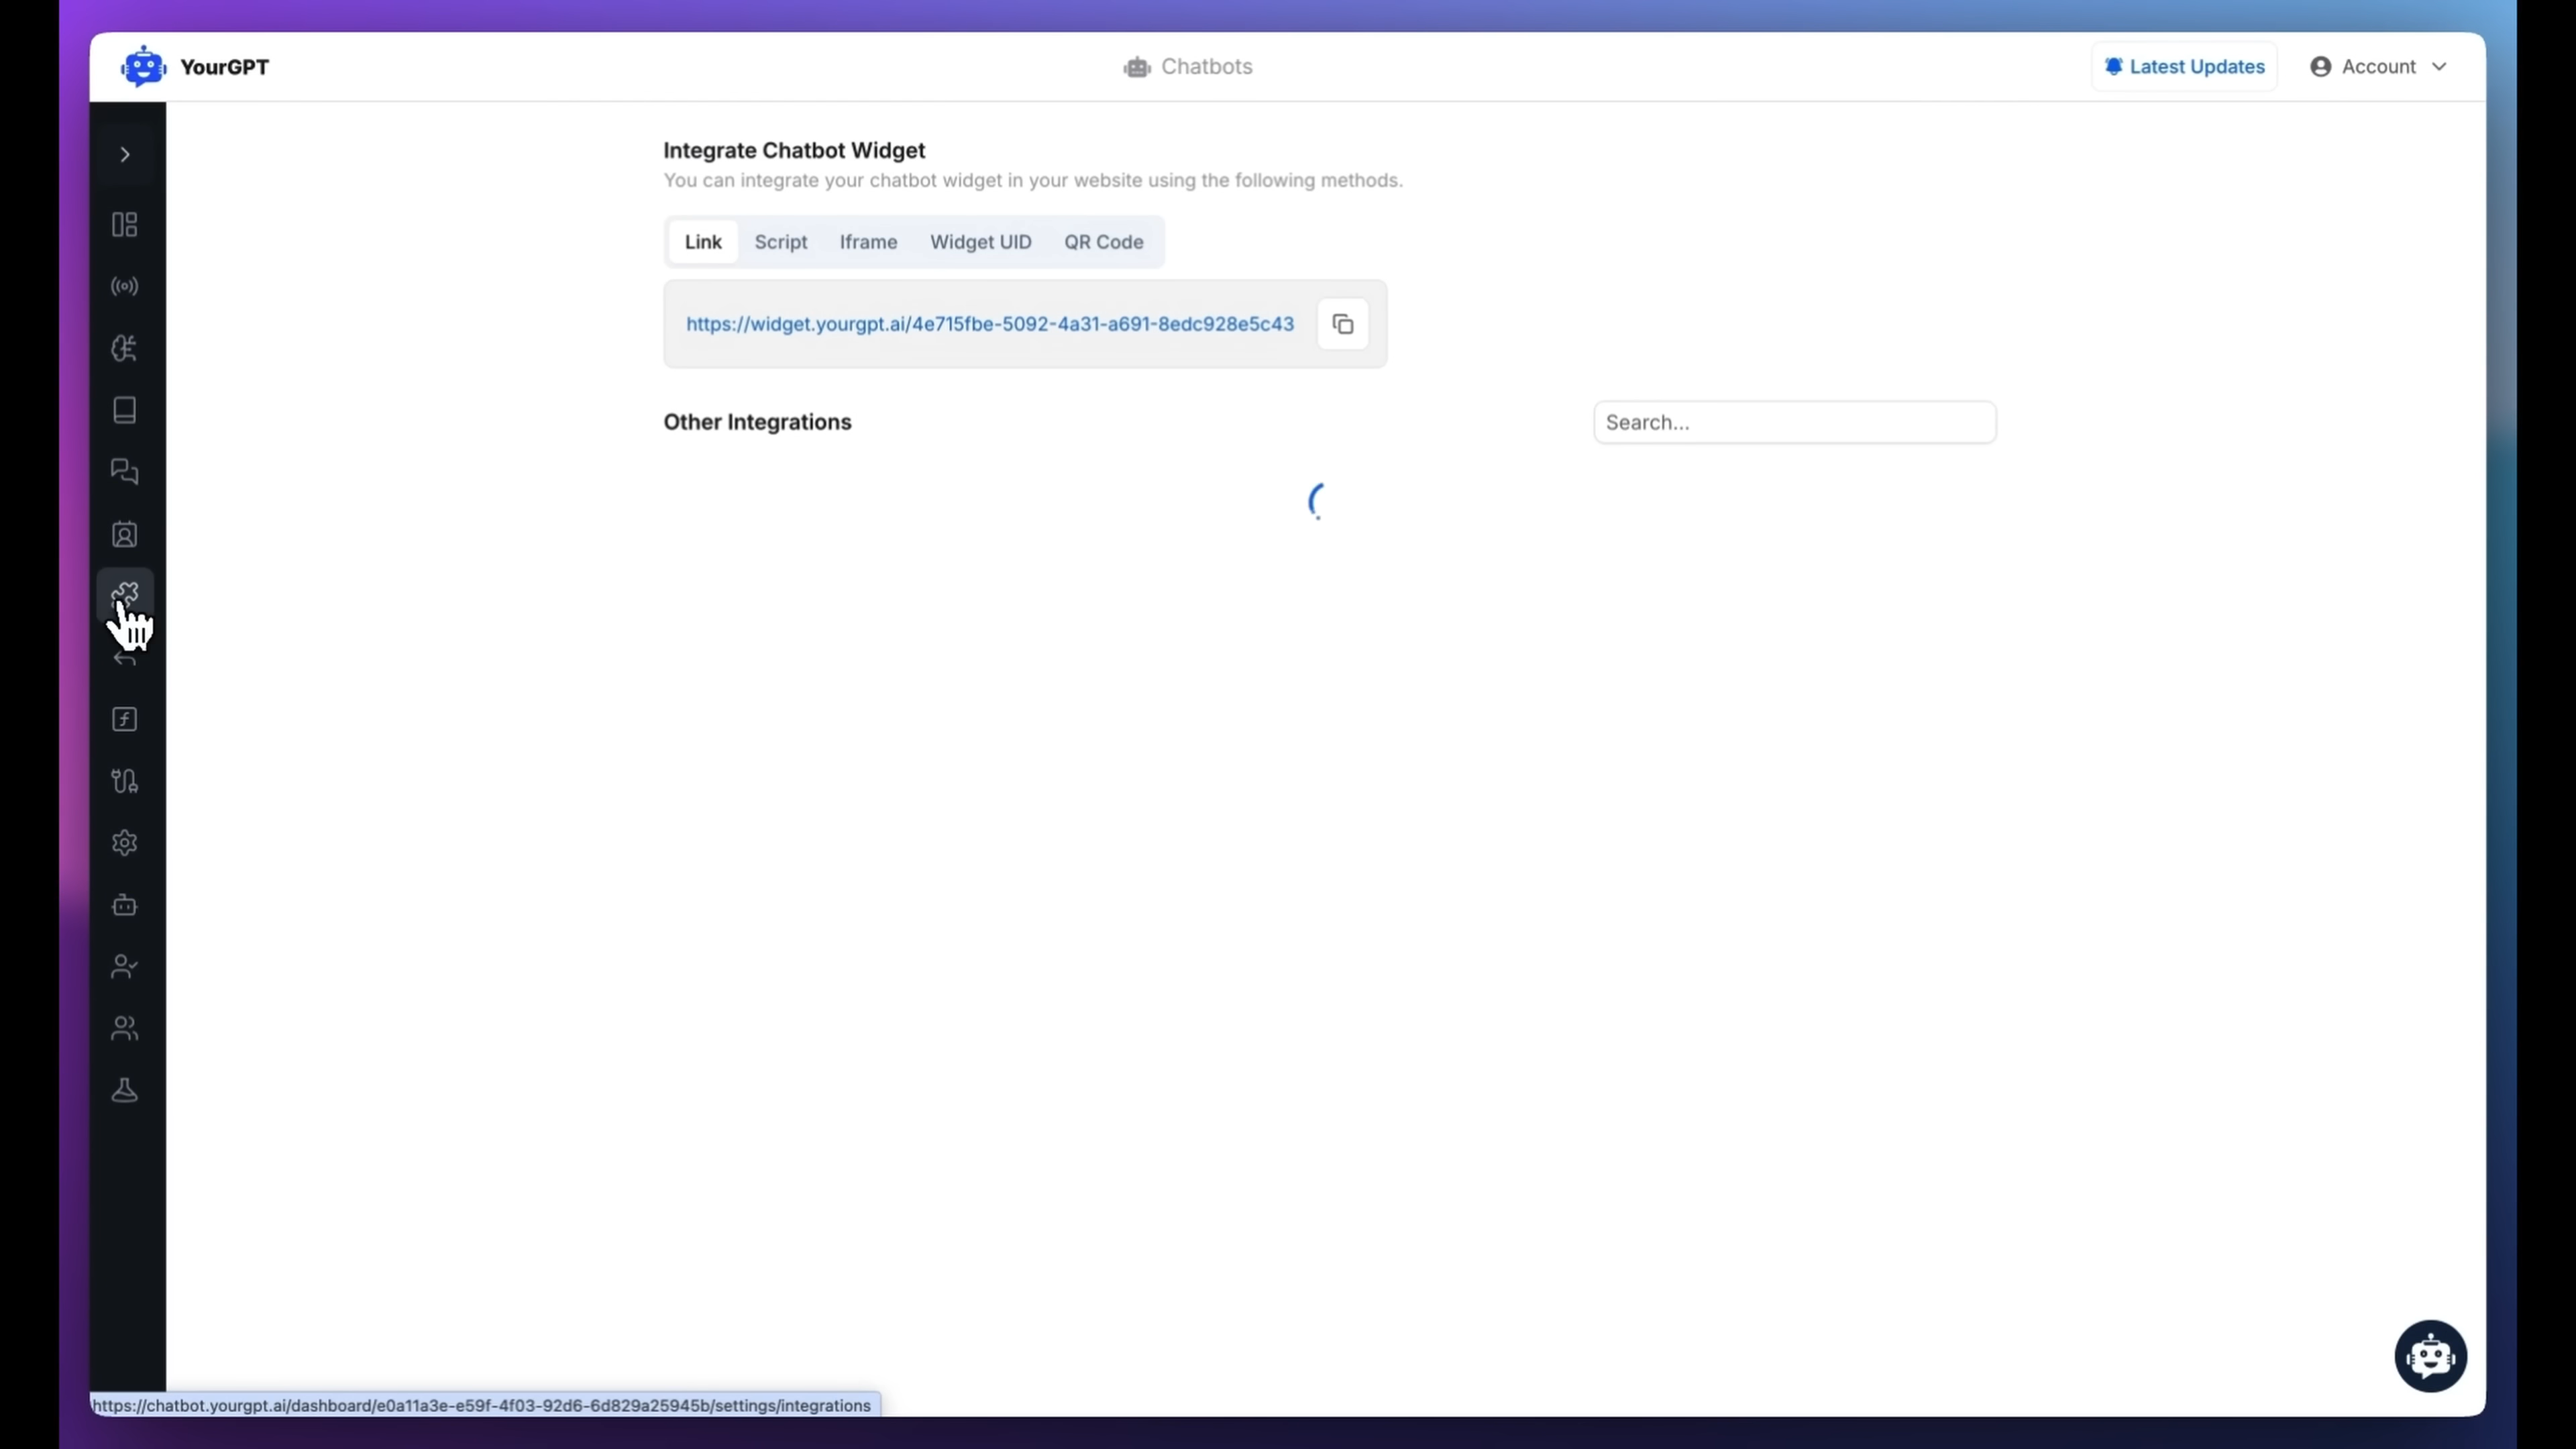 YourGPT
Chatbots
Latest Updates
Account
Integrate Chatbot Widget
You can integrate your chatbot widget in your website using the following methods.
Link Script Iframe Widget UID QR Code
https://widget.yourgpt.ai/4e715fbe-5092-4a31-a691-8edc928e5c43
Other Integrations
Search...
https://chatbot.yourgpt.ai/dashboard/e0a11a3e-e59f-4f03-92d6-6d829a25945b/settings/integrations